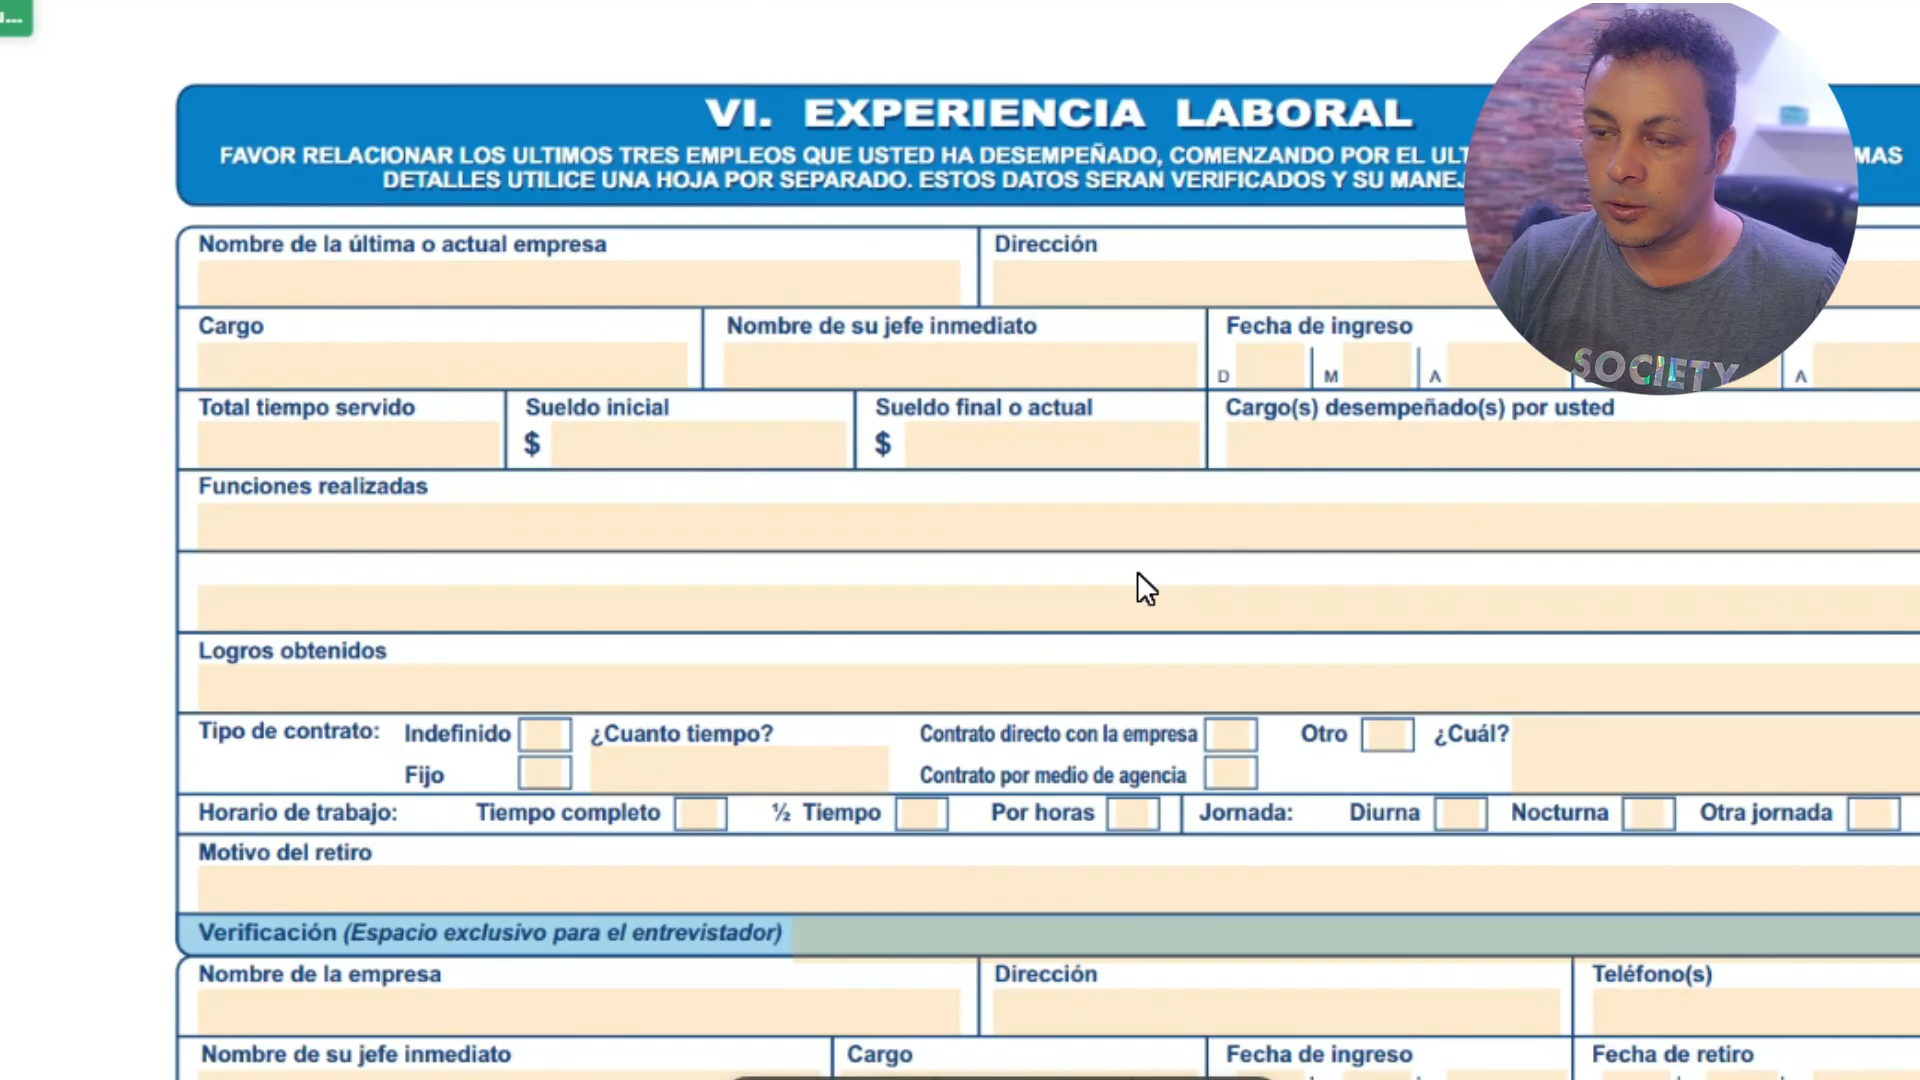 VI. EXPERIENCIA LABORAL
FAVOR RELACIONAR LOS ULTIMOS TRES EMPLEOS QUE USTED HA DESEMPEÑADO, COMENZANDO POR EL MAS
DETALLES UTILICE UNA HOJA POR SEPARADO. ESTOS DATOS SERAN VERIFICADOS Y SU
Nombre de la última o actual empresa Dirección
Cargo Nombre de su jefe inmediato Fecha de ingreso
D M A A
SOCIETY
Total tiempo servido Sueldo inicial Sueldo final o actual Cargo(s) desempeñado(s) por usted
$ $
Funciones realizadas
Logros obtenidos
Tipo de contrato: Indefinido ¿Cuanto tiempo? Contrato directo con la empresa Otro ¿Cuál?
Fijo Contrato por medio de agencia
Horario de trabajo: Tiempo completo ½ Tiempo Por horas Jornada: Diurna Nocturna Otra jornada
Motivo del retiro
Verificación (Espacio exclusivo para el entrevistador)
Nombre de la empresa Dirección Teléfono(s)
Nombre de su jefe inmediato Cargo Fecha de ingreso Fecha de retiro